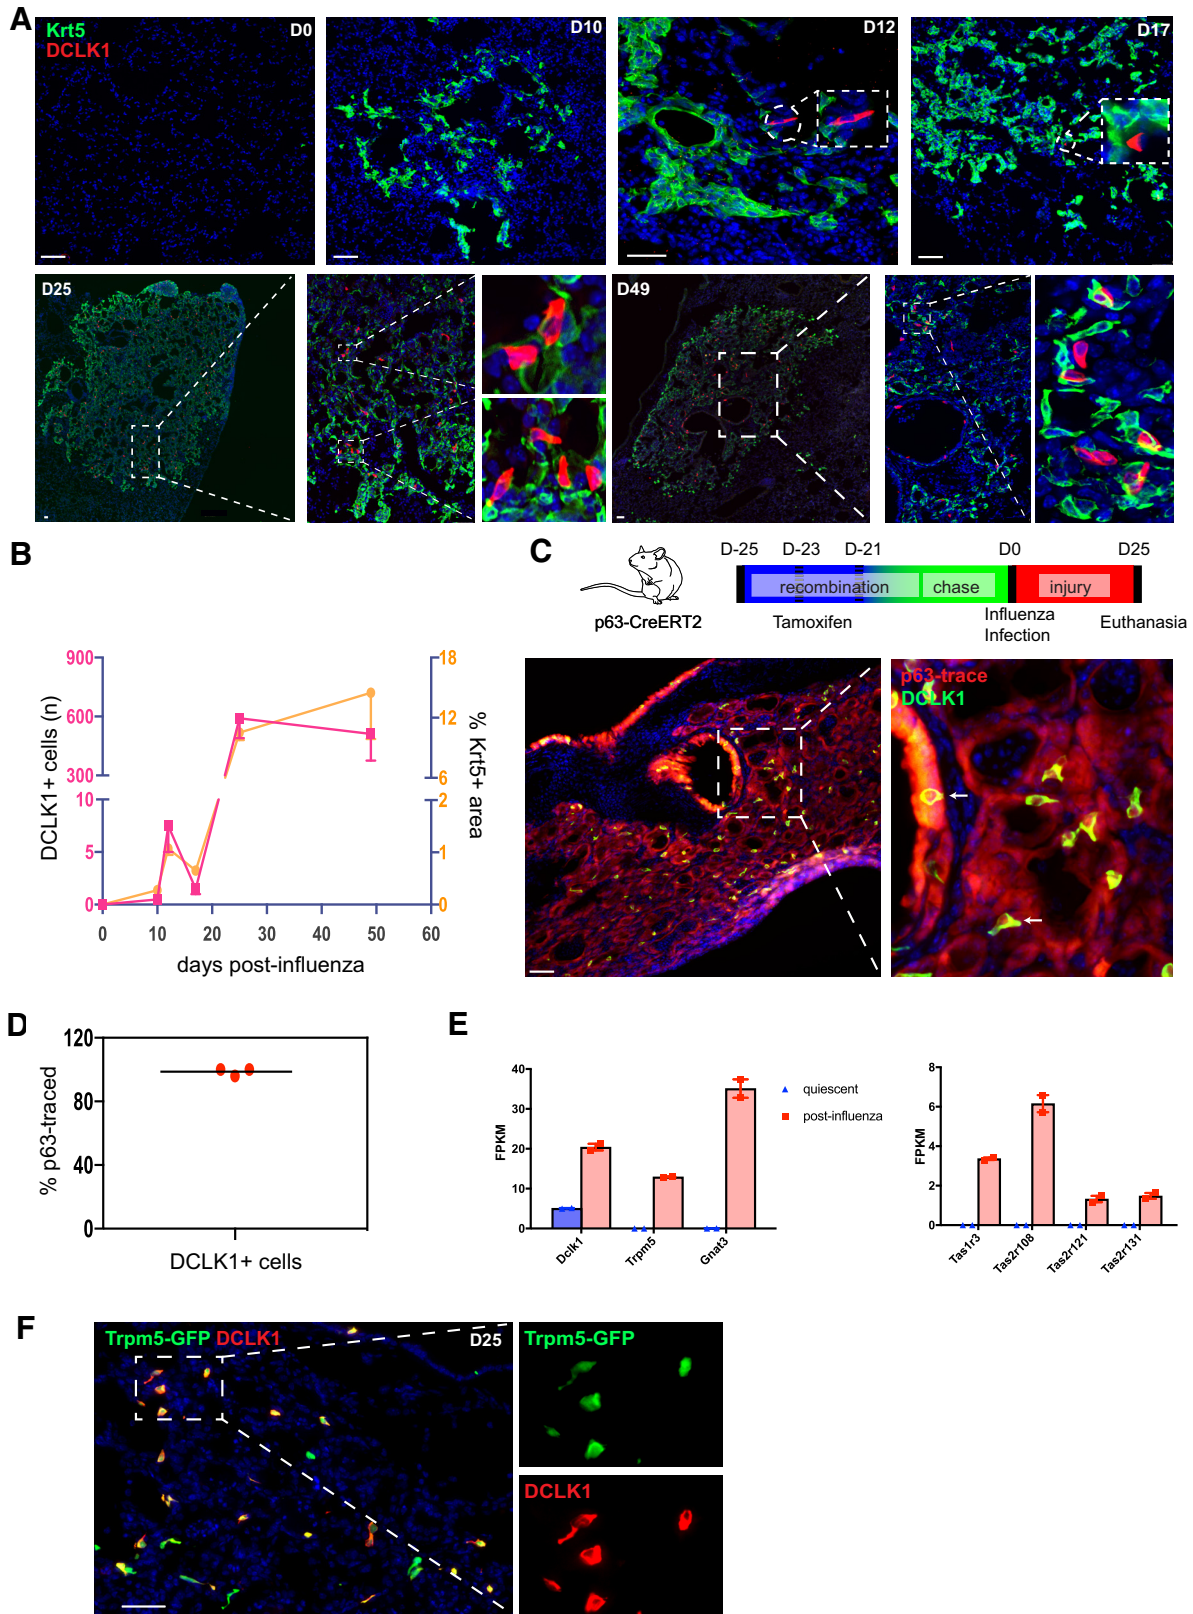 A
Krt5
DCLK1
D0
D10
D12
D17
D25
D49
B
900
600
300
10
5
0
DCLK1+ cells (n)
18
12
6
2
1
0
% Krt5+ area
0 10 20 30 40 50 60
days post-influenza
C
D-25 D-23 D-21 D0 D25
recombination chase injury
p63-CreERT2
Tamoxifen
Influenza
Infection
Euthanasia
p63-trace
DCLK1
D
120
80
40
0
% p63-traced
DCLK1+ cells
E
40
30
20
10
0
FPKM
Dclk1 Trpm5 Gnat3
quiescent
post-influenza
8
6
4
2
0
FPKM
Tas1r3 Tas2r108 Tas2r121 Tas2r131
F
Trpm5-GFP DCLK1
D25
Trpm5-GFP
DCLK1